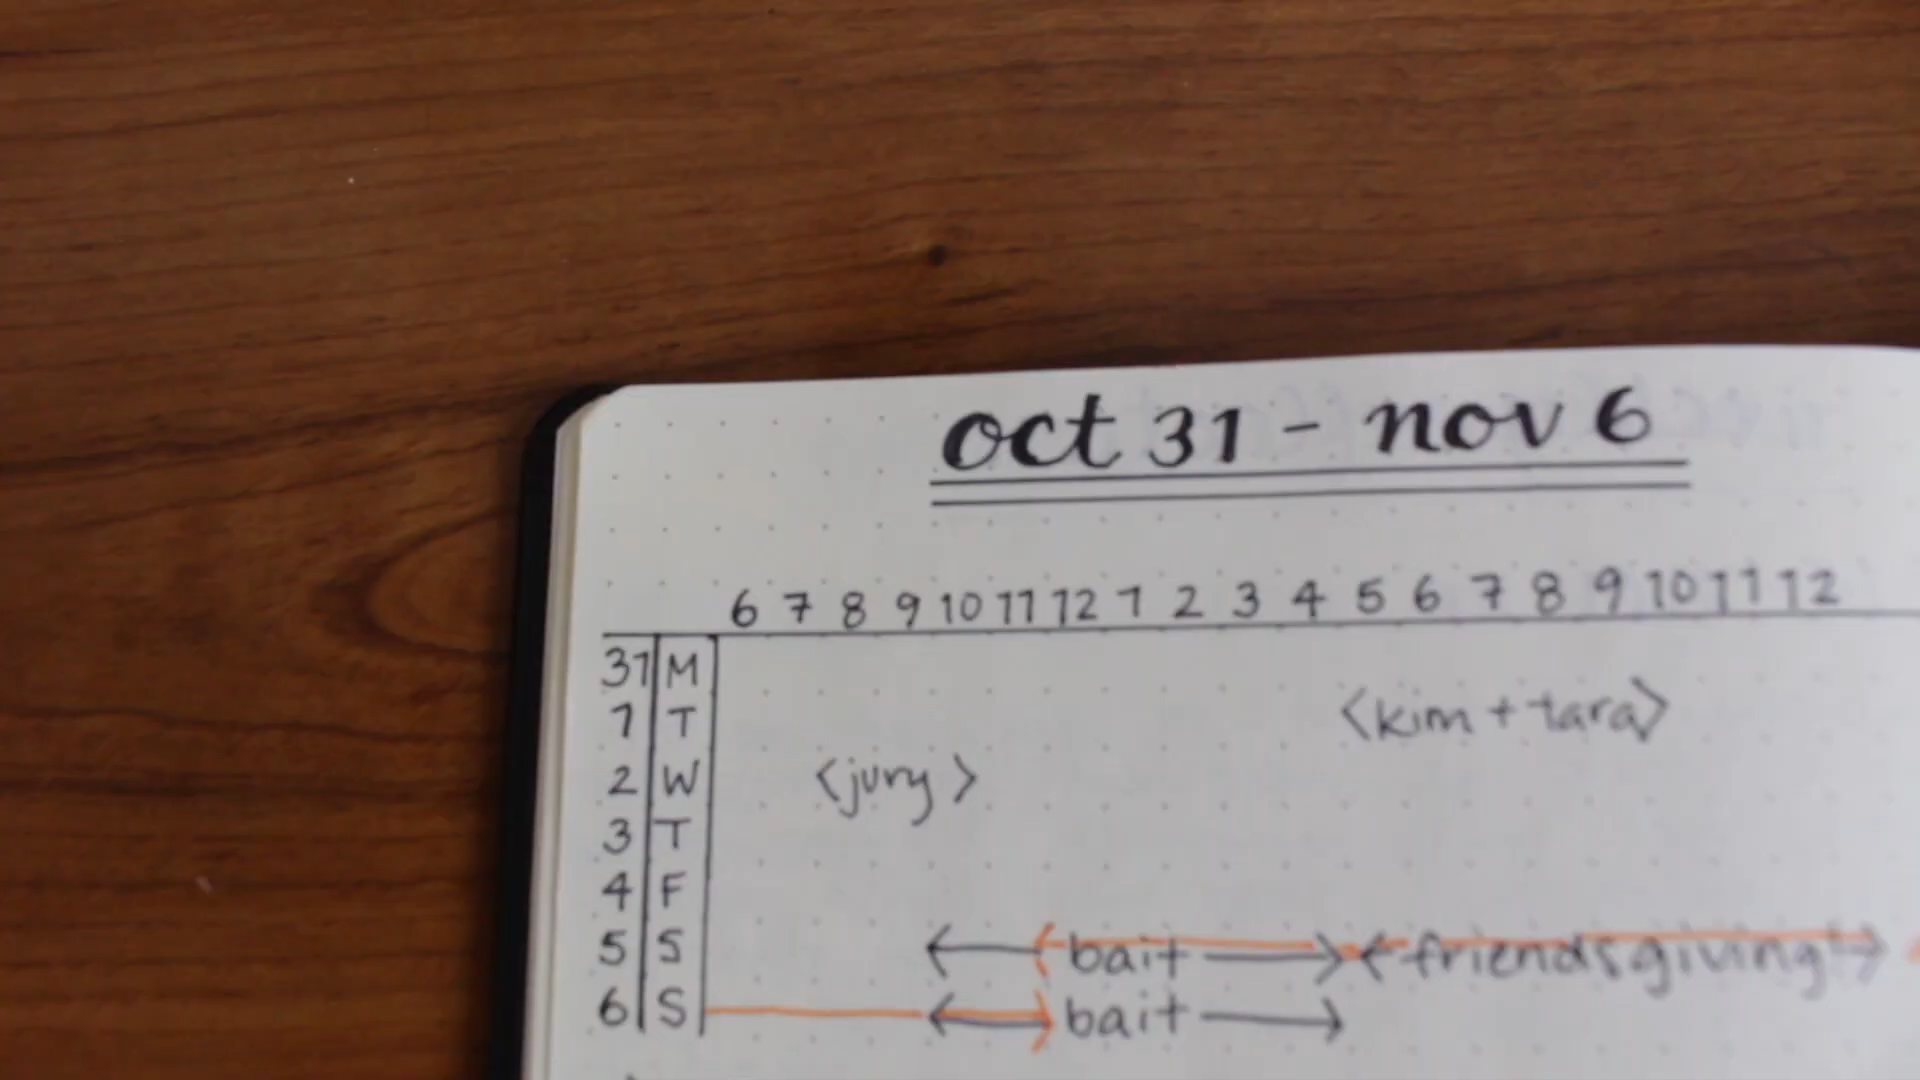 oct 31 - nov 6
6 7 8 9 10 11 12 1 2 3 4 5 6 7 8 9 10 11 12
31 M
1 T <kim + tara>
2 W <jury>
3 T
4 F
5 S bait friendsgiving!
6 S bait